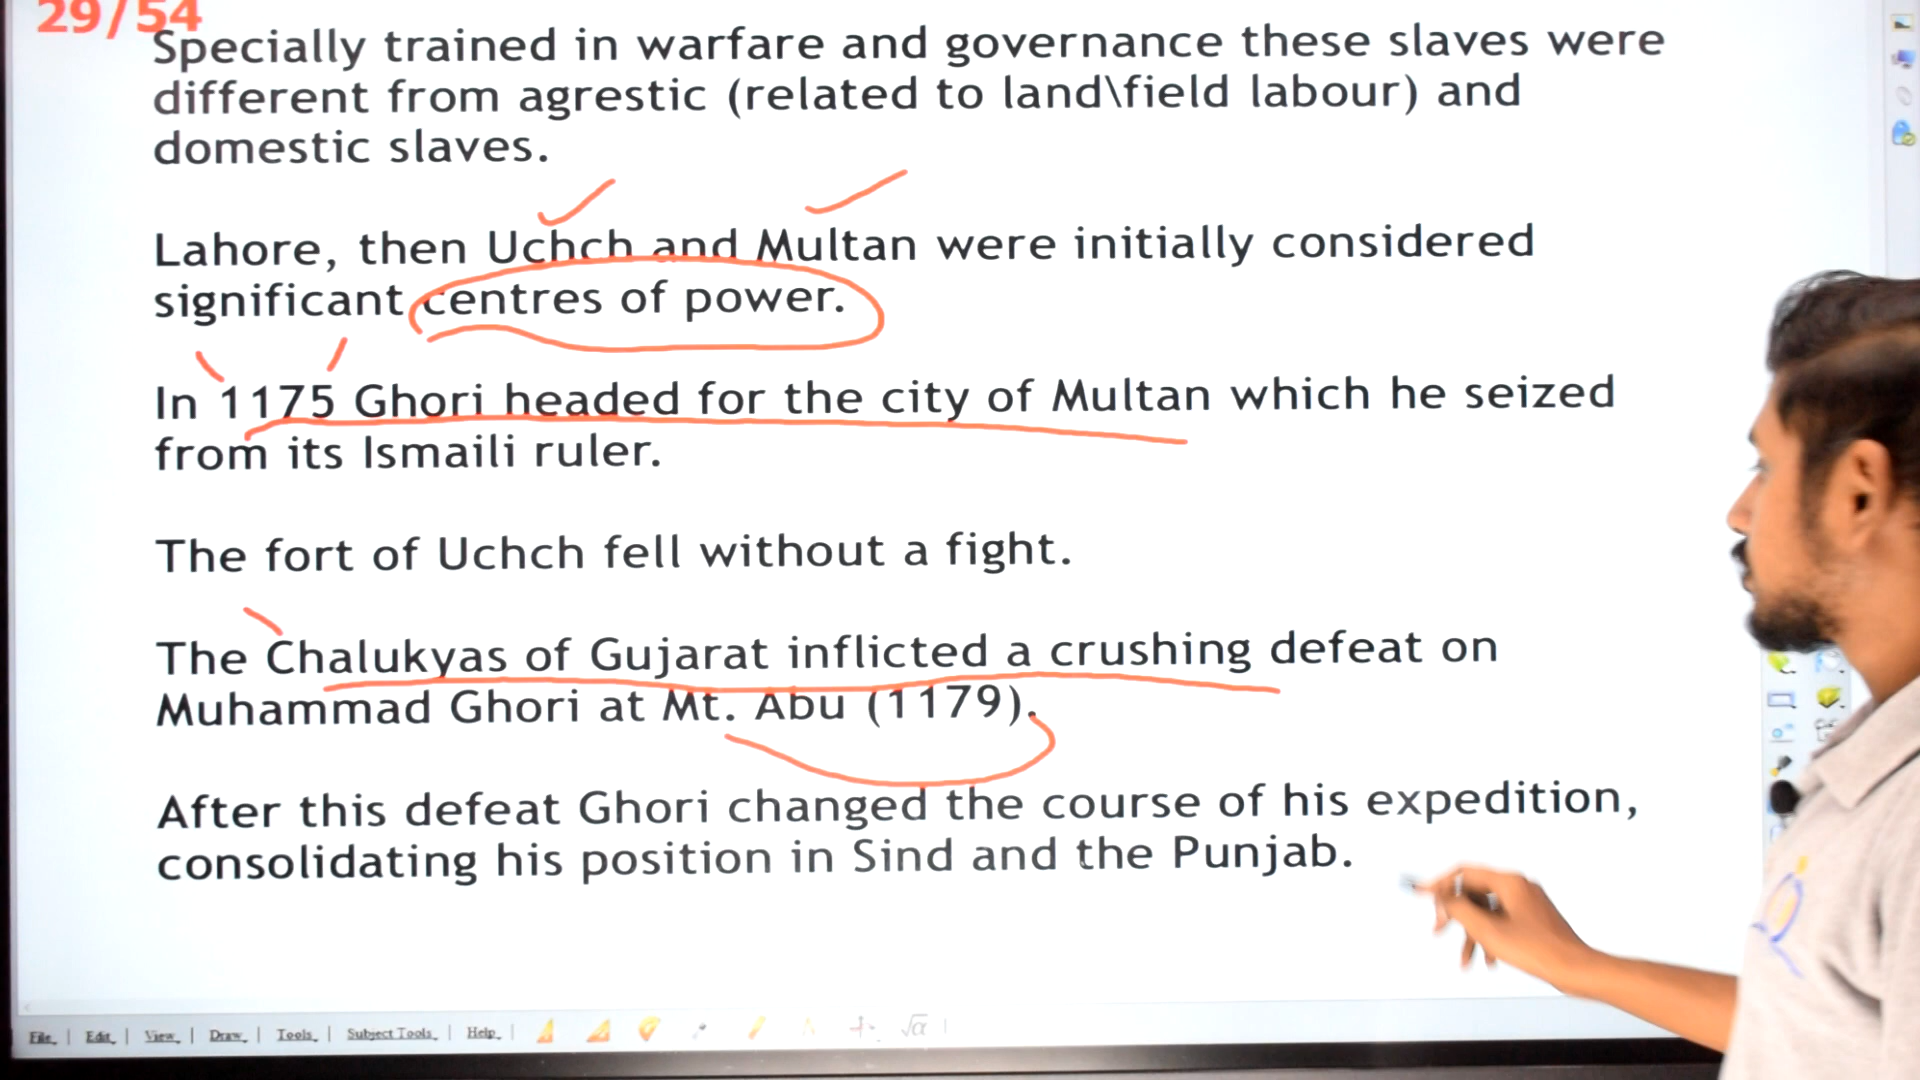 29/54
Specially trained in warfare and governance these slaves were
different from agrestic (related to land\field labour) and
domestic slaves.
Lahore, then Uchch and Multan were initially considered
significant centres of power.
In 1175 Ghori headed for the city of Multan which he seized
from its Ismaili ruler.
The fort of Uchch fell without a fight.
The Chalukyas of Gujarat inflicted a crushing defeat on
Muhammad Ghori at Mt. Abu (1179).
After this defeat Ghori changed the course of his expedition,
consolidating his position in Sind and the Punjab.
File | Edit | View | Draw | Tools | Subject Tools | Help |